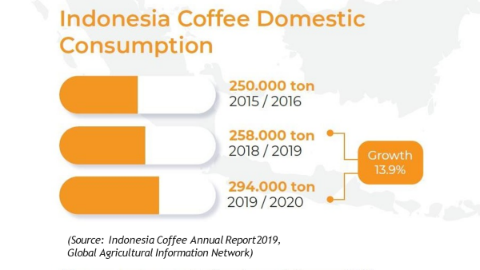 Indonesia Coffee Domestic
Consumption
250.000 ton
2015 / 2016
258.000 ton
2018 / 2019
Growth
13.9%
294.000 ton
2019 / 2020
(Source: Indonesia Coffee Annual Report2019,
Global Agricultural Information Network)